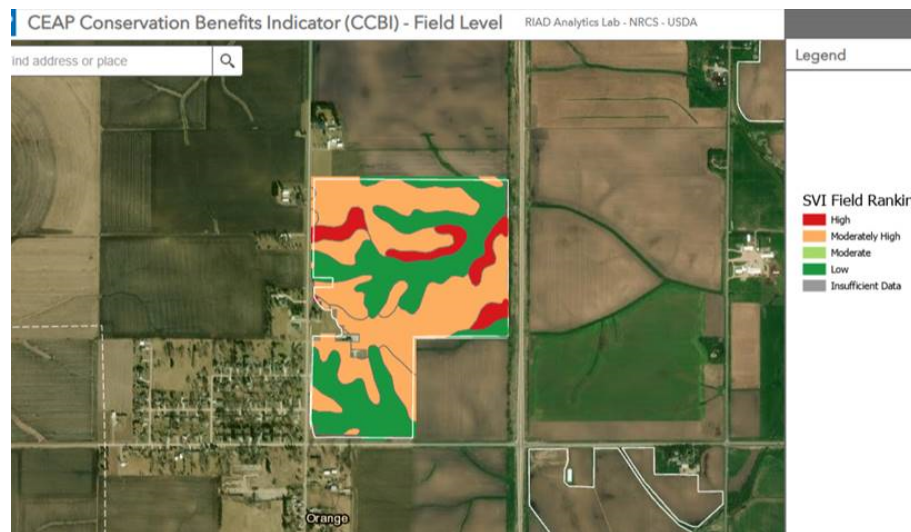 CEAP Conservation Benefits Indicator (CCBI) - Field Level
RIAD Analytics Lab - NRCS - USDA
ind address or place
Legend
SVI Field Rankin
High
Moderately High
Moderate
Low
Insufficient Data
Orange